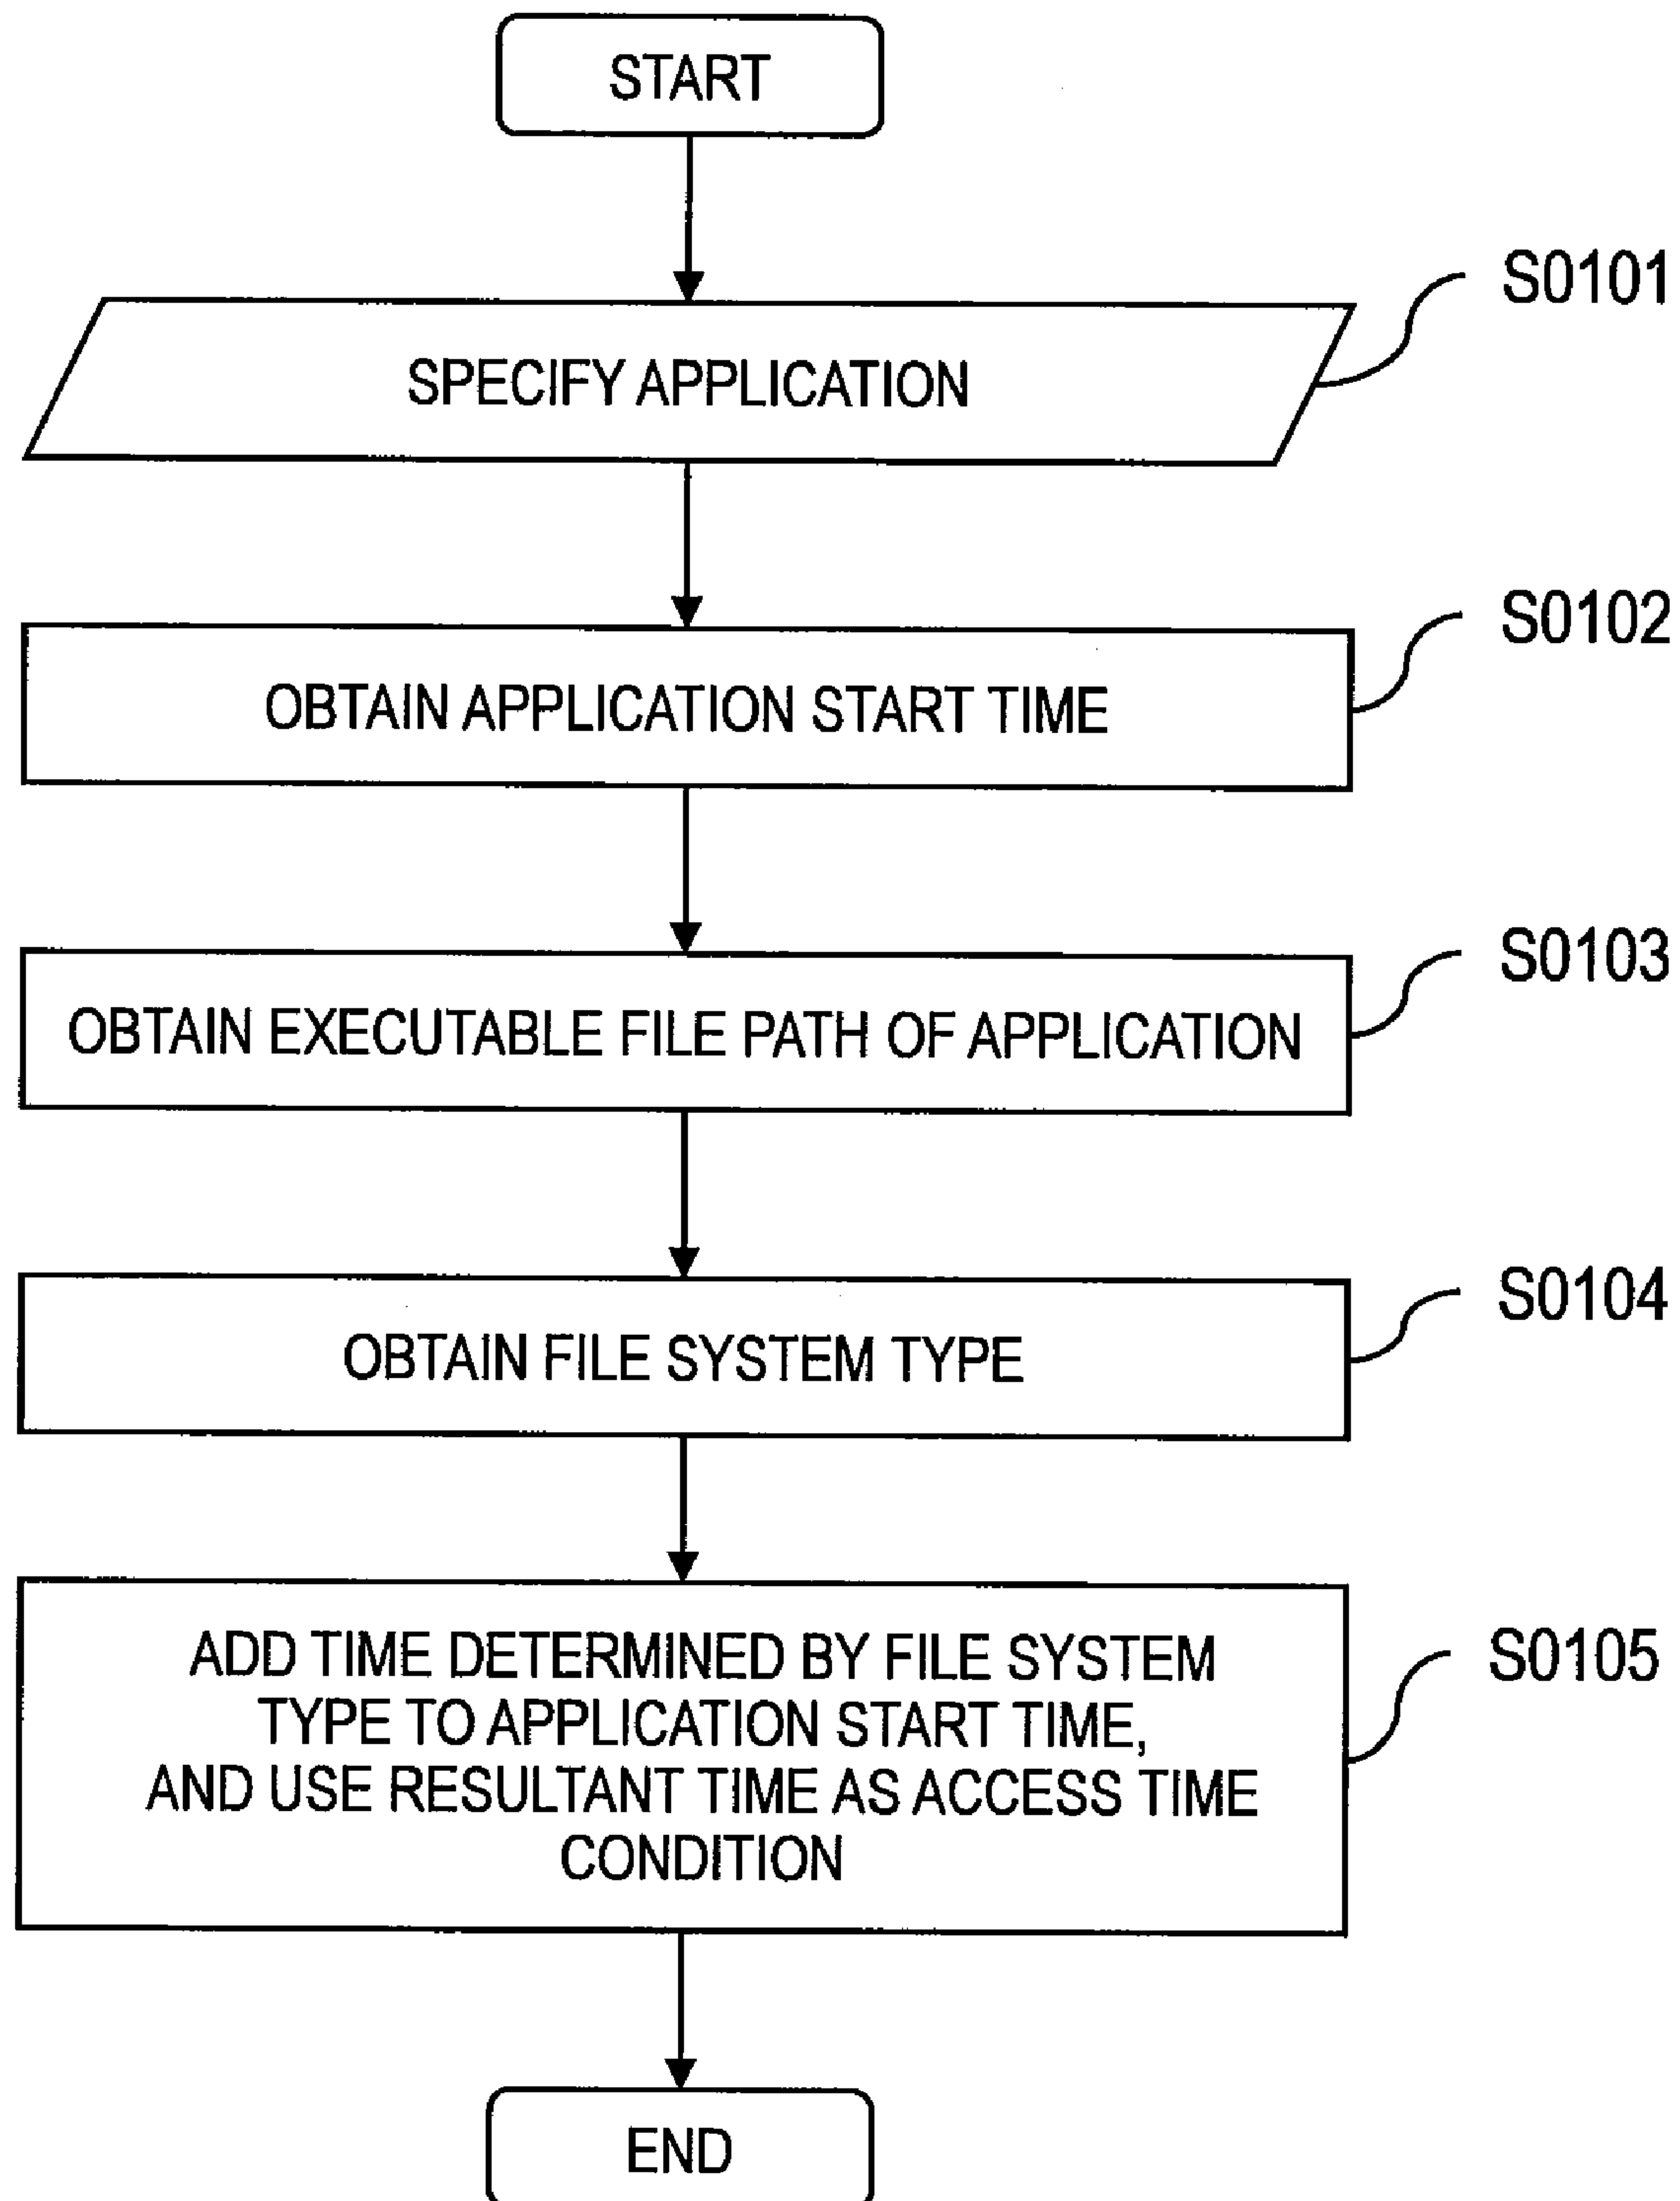 START
S0101
SPECIFY APPLICATION
S0102
OBTAIN APPLICATION START TIME
S0103
OBTAIN EXECUTABLE FILE PATH OF APPLICATION
S0104
OBTAIN FILE SYSTEM TYPE
S0105
ADD TIME DETERMINED BY FILE SYSTEM
TYPE TO APPLICATION START TIME,
AND USE RESULTANT TIME AS ACCESS TIME
CONDITION
END